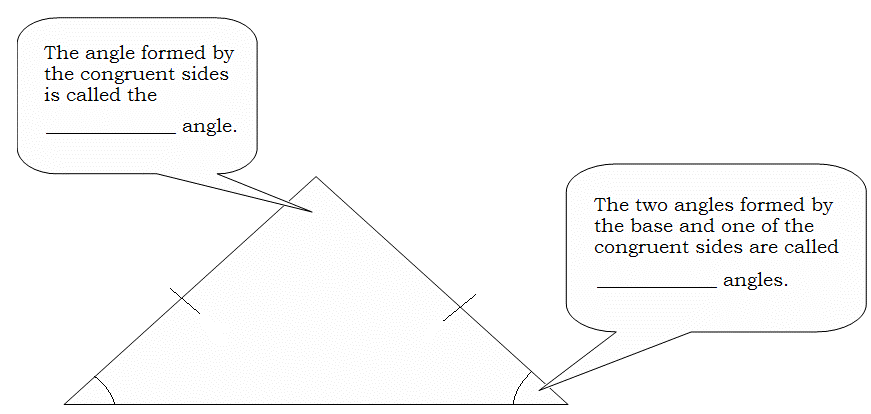 The angle formed by
the congruent sides
is called the
_____________ angle.
The two angles formed by
the base and one of the
congruent sides are called
____________ angles.